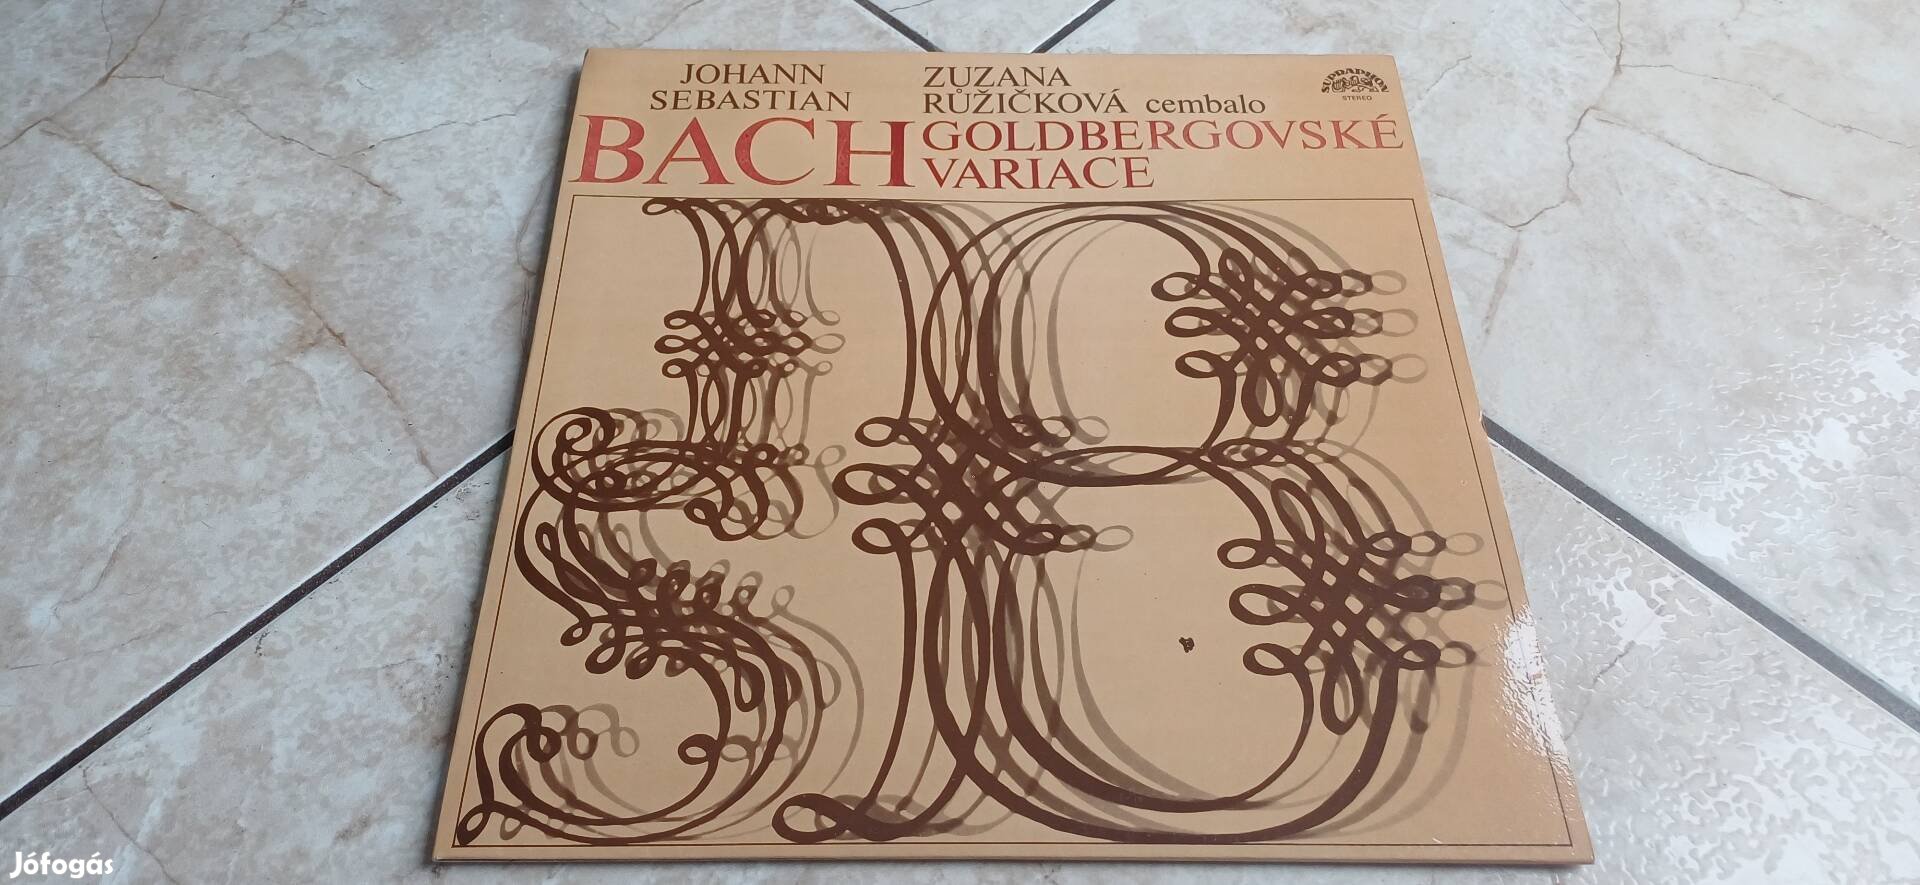 JOHANN
SEBASTIAN
BACH
ZUZANA
RŮŽIČKOVÁ cembalo
GOLDBERGOVSKÉ
VARIACE
SUPRAPHON
STEREO
Jófogás